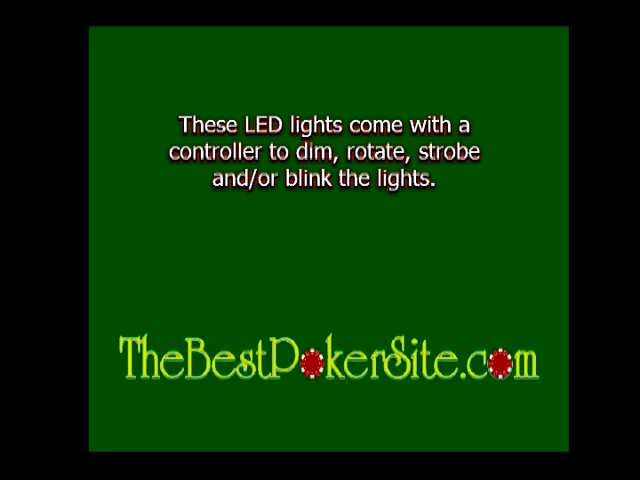 These LED lights come with a
controller to dim, rotate, strobe
and/or blink the lights.
TheBestPokerSite.com